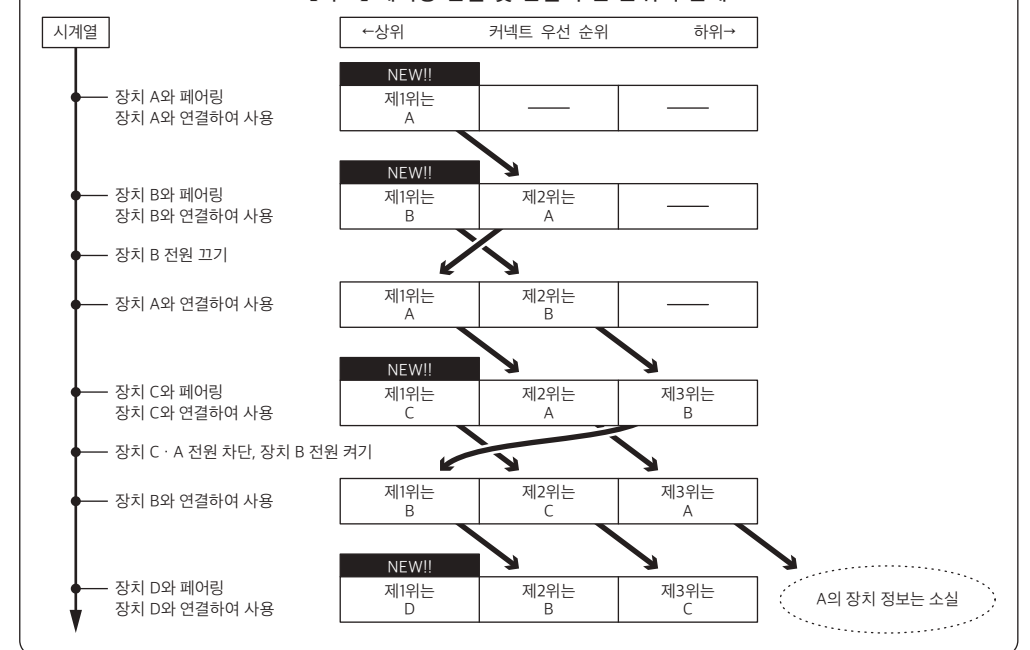 시계열
←상위 커넥트 우선 순위 하위→
NEW!!
장치 A와 페어링
장치 A와 연결하여 사용
제1위는
A
NEW!!
장치 B와 페어링
장치 B와 연결하여 사용
제1위는
B
제2위는
A
장치 B 전원 끄기
장치 A와 연결하여 사용
제1위는
A
제2위는
B
NEW!!
장치 C와 페어링
장치 C와 연결하여 사용
제1위는
C
제2위는
A
제3위는
B
장치 C · A 전원 차단, 장치 B 전원 켜기
장치 B와 연결하여 사용
제1위는
B
제2위는
C
제3위는
A
NEW!!
장치 D와 페어링
장치 D와 연결하여 사용
제1위는
D
제2위는
B
제3위는
C
A의 장치 정보는 소실